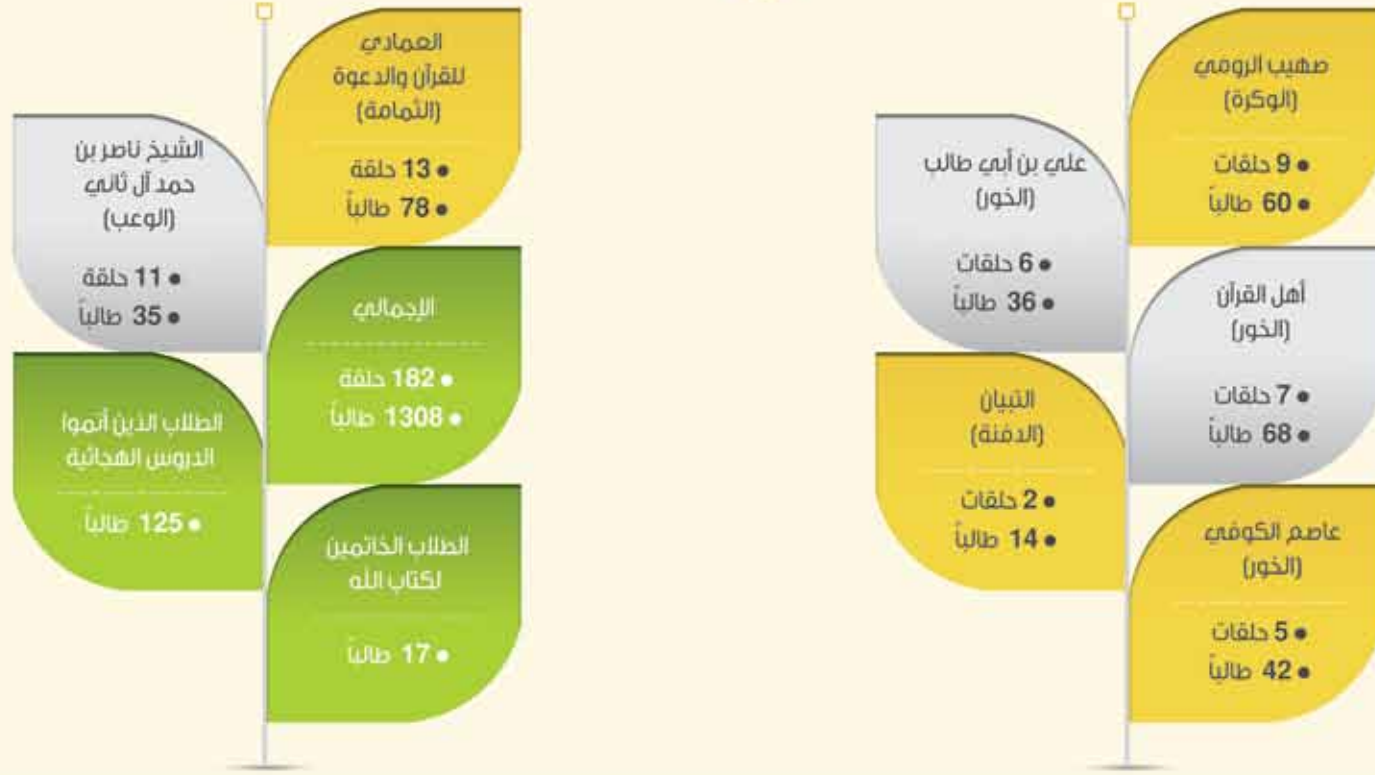 صهيب الرومي
(الوكرة)
• 9 حلقات
• 60 طالباً
علي بن أبي طالب
(الخور)
• 6 حلقات
• 36 طالباً
أهل القرآن
(الخور)
• 7 حلقات
• 68 طالباً
التبيان
(الدفنة)
• 2 حلقات
• 14 طالباً
عاصم الكوفي
(الخور)
• 5 حلقات
• 42 طالباً
العمادي
للقرآن والدعوة
(الثمامة)
• 13 حلقة
• 78 طالباً
الشيخ ناصر بن
حمد آل ثاني
(الوعب)
• 11 حلقة
• 35 طالباً
الإجمالي
• 182 حلقة
• 1308 طالباً
الطلاب الذين أتموا
الدروس الهجائية
• 125 طالباً
الطلاب الخاتمين
لكتاب الله
• 17 طالباً